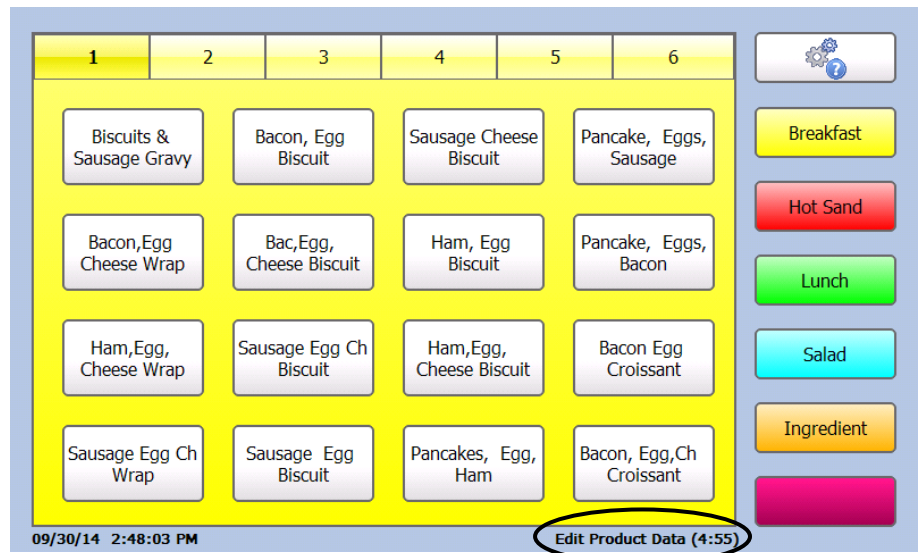 1 2 3 4 5 6
Biscuits &
Sausage Gravy
Bacon, Egg
Biscuit
Sausage Cheese
Biscuit
Pancake, Eggs,
Sausage
Bacon,Egg
Cheese Wrap
Bac,Egg,
Cheese Biscuit
Ham, Egg
Biscuit
Pancake, Eggs,
Bacon
Ham,Egg,
Cheese Wrap
Sausage Egg Ch
Biscuit
Ham,Egg,
Cheese Biscuit
Bacon Egg
Croissant
Sausage Egg Ch
Wrap
Sausage Egg
Biscuit
Pancakes, Egg,
Ham
Bacon, Egg,Ch
Croissant
?
Breakfast
Hot Sand
Lunch
Salad
Ingredient
09/30/14 2:48:03 PM
Edit Product Data (4:55)